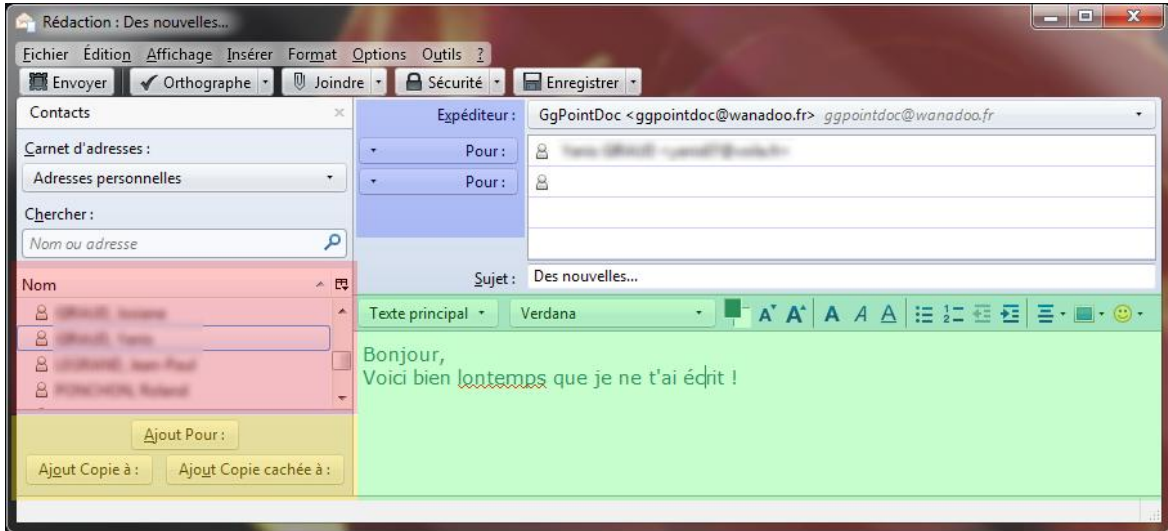 Rédaction : Des nouvelles...
Fichier Édition Affichage Insérer Format Options Outils ?
Envoyer Orthographe Joindre Sécurité Enregistrer
Contacts
Carnet d'adresses :
Adresses personnelles
Chercher :
Nom ou adresse
Nom
Ajout Pour :
Ajout Copie à : Ajout Copie cachée à :
Expéditeur : GgPointDoc <ggpointdoc@wanadoo.fr> ggpointdoc@wanadoo.fr
Pour :
Pour :
Sujet : Des nouvelles...
Texte principal Verdana
Bonjour,
Voici bien lontemps que je ne t'ai écrit !